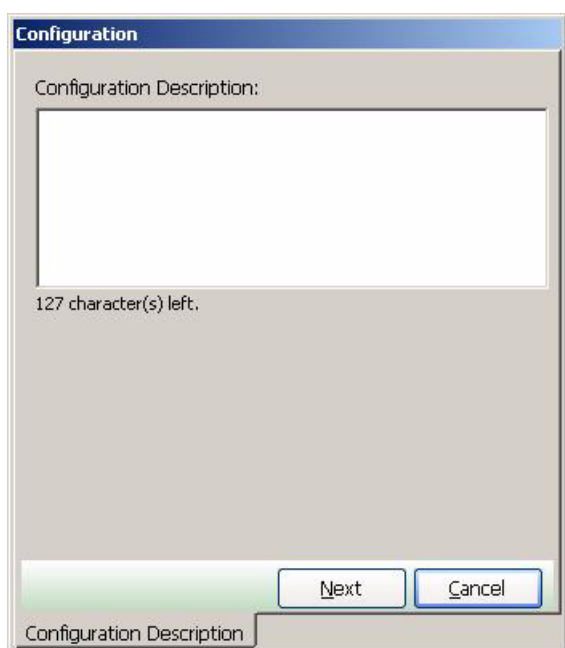 Configuration
Configuration Description:
127 character(s) left.
Next
Cancel
Configuration Description